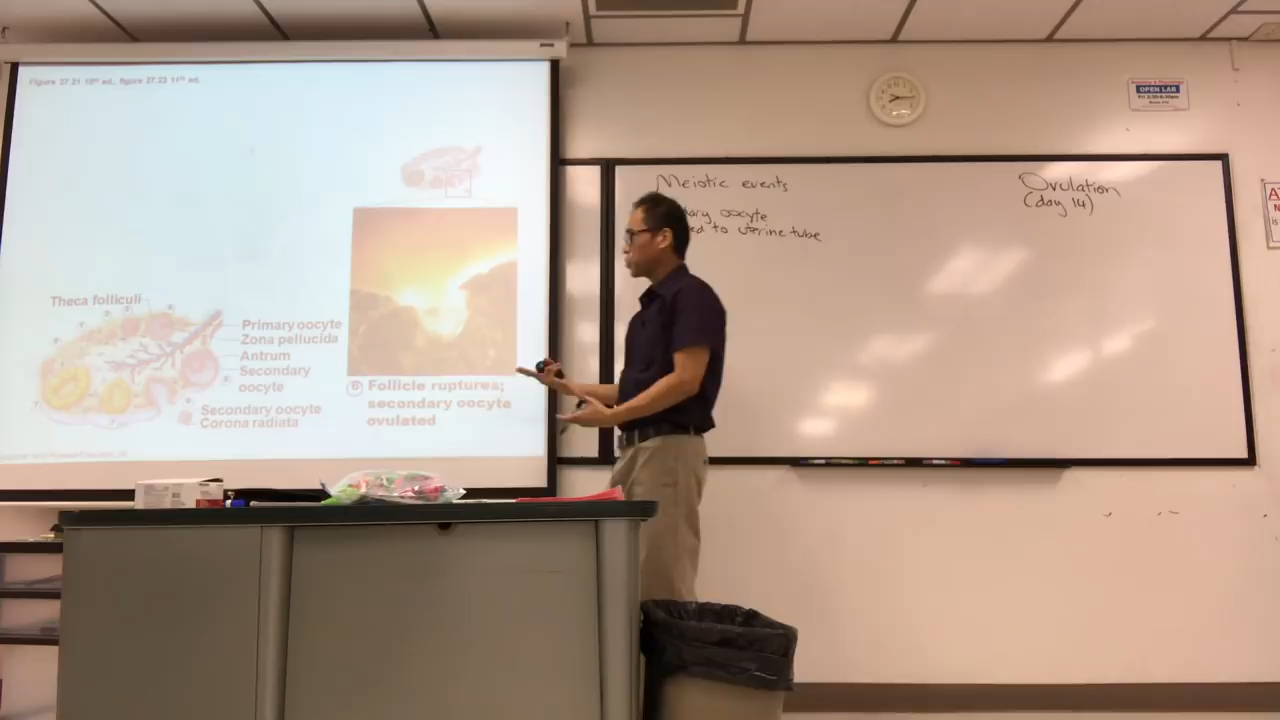 Figure 27.21 10th ed., figure 27.23 11th ed.
Theca folliculi
Primary oocyte
Zona pellucida
Antrum
Secondary
oocyte
Secondary oocyte
Corona radiata
6 Follicle ruptures;
secondary oocyte
ovulated
Meiotic events
oocyte
to uterine tube
Ovulation
(day 14)
OPEN LAB